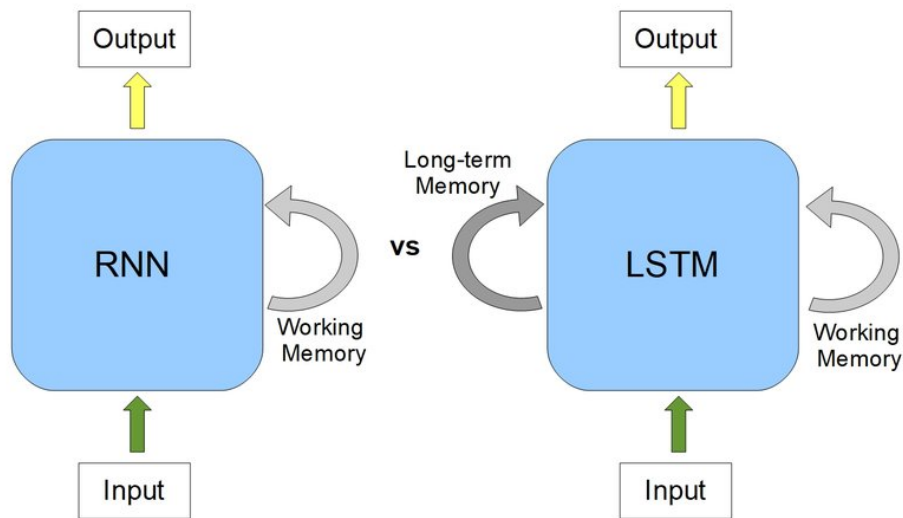 Output
RNN
Working
Memory
Input
vs
Output
Long-term
Memory
LSTM
Working
Memory
Input